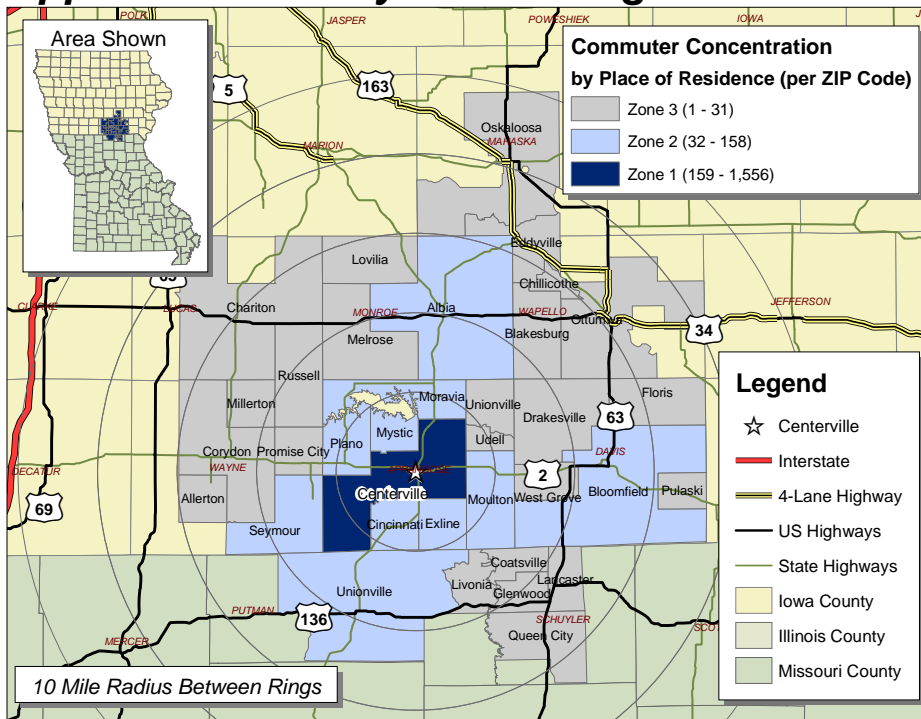 POLK
JASPER
POWESHIEK
IOWA
Area Shown
5
163
Commuter Concentration
by Place of Residence (per ZIP Code)
Zone 3 (1 - 31)
Zone 2 (32 - 158)
Zone 1 (159 - 1,556)
Oskaloosa
MAHASKA
MARION
Eddyville
Lovilia
Chillicothe
CLARKE
LUCAS
Chariton
MONROE
Albia
WAPELLO
JEFFERSON
Ottumwa
34
Blakesburg
Melrose
Russell
Millerton
Moravia
Unionville
Floris
Drakesville
63
Mystic
Plano
Udell
Corydon
Promise City
DAVIS
WAYNE
DECATUR
2
Centerville
Moulton
West Grove
Bloomfield
Pulaski
Allerton
69
Seymour
Cincinnati
Exline
Coatsville
Lancaster
Livonia
Glenwood
Unionville
PUTMAN
136
SCHUYLER
Queen City
MERCER
Legend
Centerville
Interstate
4-Lane Highway
US Highways
State Highways
Iowa County
Illinois County
Missouri County
10 Mile Radius Between Rings